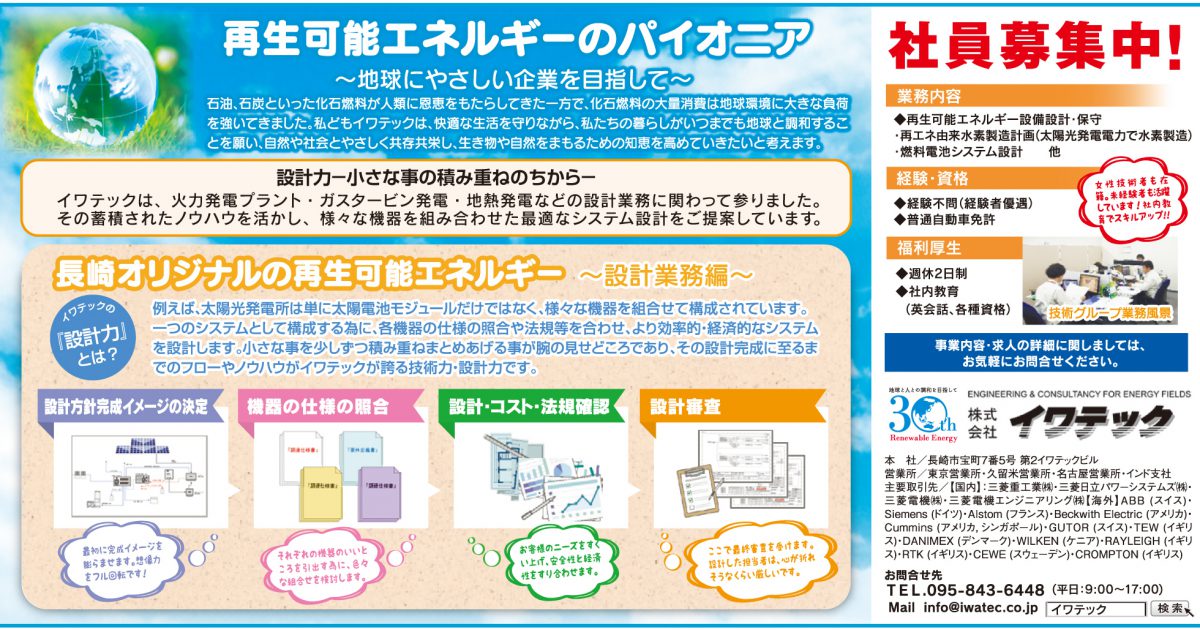 再生可能エネルギーのパイオニア
～地球にやさしい企業を目指して～
石油、石炭といった化石燃料が人類に恩恵をもたらしてきた一方で、化石燃料の大量消費は地球環境に大きな負荷
を強いてきました。私どもイワテックは、快適な生活を守りながら、私たちの暮らしがいつまでも地球と調和するこ
とを願い、自然や社会とやさしく共存共栄し、生き物や自然をまもるための知恵を高めていきたいと考えます。
設計力ー小さな事の積み重ねのちからー
イワテックは、火力発電プラント・ガスタービン発電・地熱発電などの設計業務に関わって参りました。
その蓄積されたノウハウを活かし、様々な機器を組み合わせた最適なシステム設計をご提案しています。
長崎オリジナルの再生可能エネルギー ～設計業務編～
イワテックの
『設計力』
とは？
例えば、太陽光発電所は単に太陽電池モジュールだけではなく、様々な機器を組合せて構成されています。
一つのシステムとして構成する為に、各機器の仕様の照合や法規等を合わせ、より効率的・経済的なシステム
を設計します。小さな事を少しずつ積み重ねまとめあげる事が腕の見せどころであり、その設計完成に至るま
でのフローやノウハウがイワテックが誇る技術力・設計力です。
設計方針完成イメージの決定
最初に完成イメージを
膨らませます。想像力
をフル回転です！
機器の仕様の照合
「関連仕様書」
それぞれの機器のいいと
ころを引出す為に、色々
な組合せを検討します。
設計・コスト・法規確認
お客様のニーズをすく
い上げ、安全性と経済
性をすり合わせます。
設計審査
ここで最終審査を受けます。
設計した担当者は、心が折れ
そうなくらい厳しいです。
社員募集中！
業務内容
◆再生可能エネルギー設備設計・保守
・再エネ由来水素製造計画（太陽光発電電力で水素製造）
・燃料電池システム設計　他
経験・資格
◆経験不問（経験者優遇）
◆普通自動車免許
女性技術者も在
籍。未経験者も活躍
しています！社内教
育でスキルアップ！！
福利厚生
◆週休2日制
◆社内教育
（英会話、各種資格）
技術グループ業務風景
事業内容・求人の詳細に関しましては、
お気軽にお問合せください。
地球と人との調和を目指して
30th
Renewable Energy
ENGINEERING & CONSULTANCY FOR ENERGY FIELDS
株式会社 イワテック
本　社／長崎市宝町7番5号 第2イワテックビル
営業所／東京営業所・久留米営業所・名古屋営業所・インド支社
主要取引先／【国内】：三菱重工業㈱・三菱日立パワーシステムズ㈱・
三菱電機㈱・三菱電機エンジニアリング㈱【海外】ABB (スイス)・
Siemens (ドイツ)・Alstom (フランス)・Beckwith Electric (アメリカ)・
Cummins (アメリカ, シンガポール)・GUTOR (スイス)・TEW (イギリ
ス)・DANIMEX (デンマーク)・WILKEN (ケニア)・RAYLEIGH (イギリ
ス)・RTK (イギリス)・CEWE (スウェーデン)・CROMPTON (イギリス)
お問合せ先
TEL.095-843-6448（平日：9:00～17:00）
Mail info@iwatec.co.jp イワテック 検索